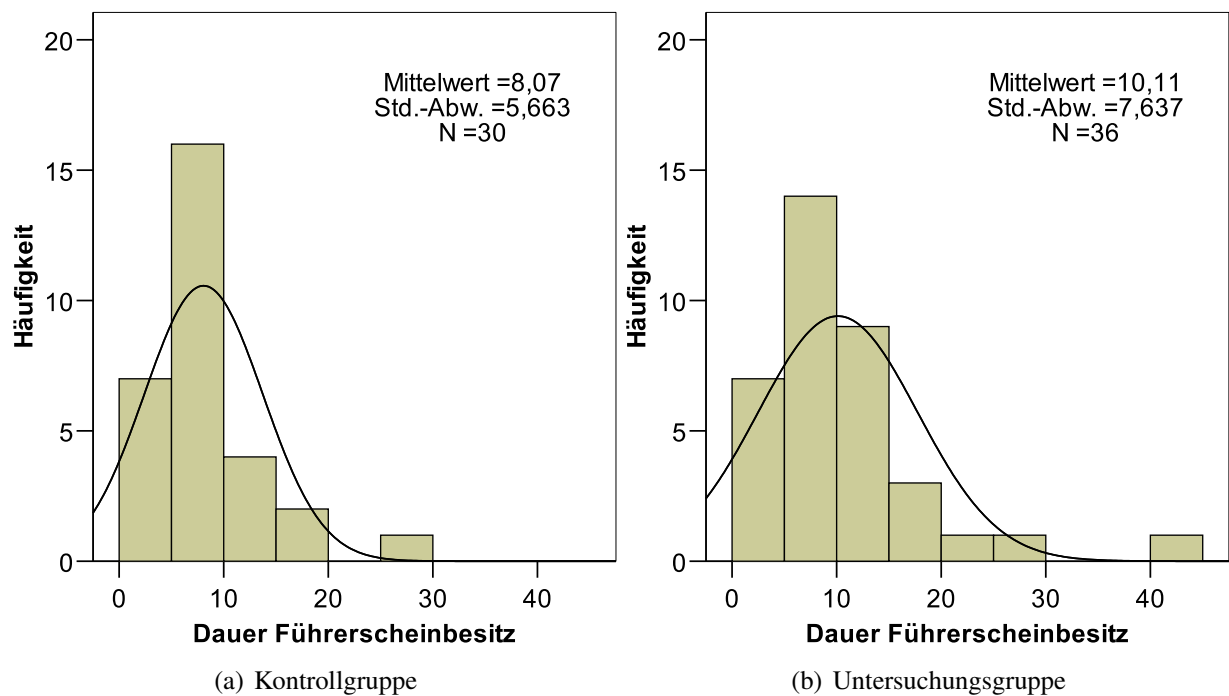 20
15
10
5
0
Häufigkeit
Mittelwert =8,07
Std.-Abw. =5,663
N =30
0 10 20 30 40
Dauer Führerscheinbesitz
(a) Kontrollgruppe
20
15
10
5
0
Häufigkeit
Mittelwert =10,11
Std.-Abw. =7,637
N =36
0 10 20 30 40
Dauer Führerscheinbesitz
(b) Untersuchungsgruppe